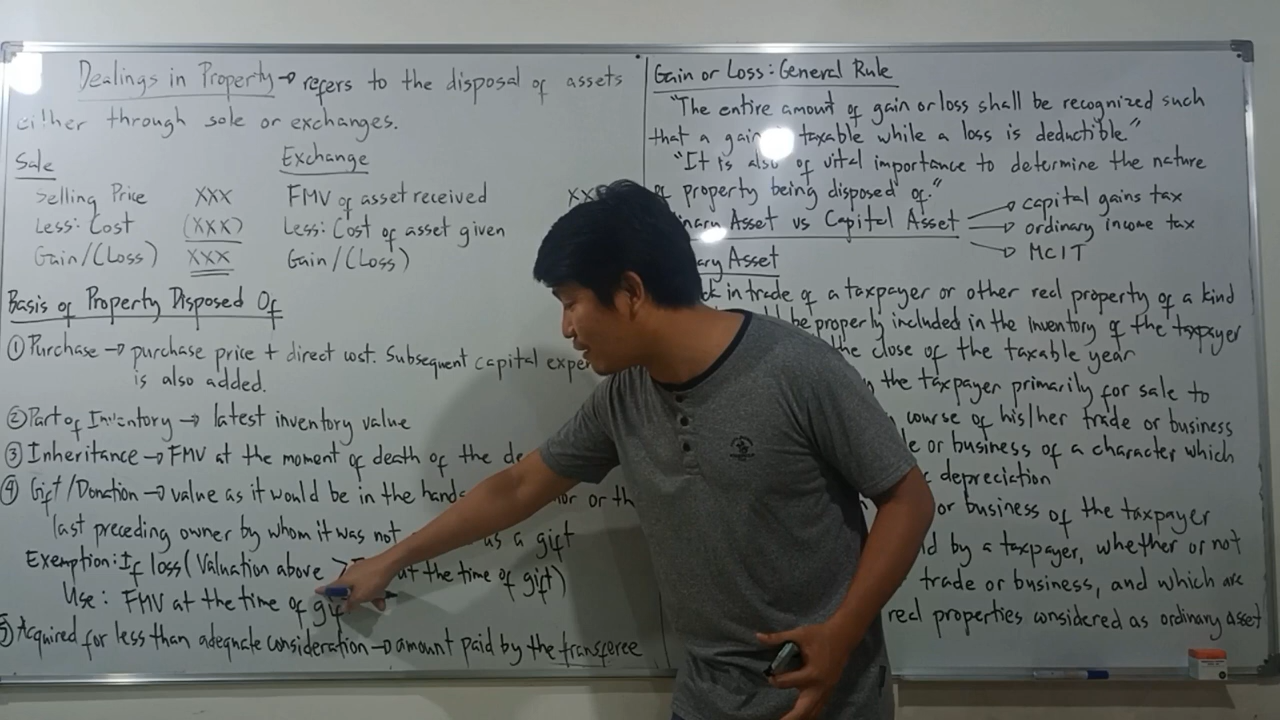 Dealings in Property → refers to the disposal of assets
either through sale or exchanges.
Sale
Exchange
Selling Price XXX FMV of asset received
Less: Cost (XXX) Less: Cost of asset given
Gain/(Loss) XXX Gain/(Loss)
Basis of Property Disposed Of
① Purchase → purchase price + direct cost. Subsequent capital
is also added.
② Part of Inventory → latest inventory value
③ Inheritance → FMV at the moment of death of the
④ Gift/Donation → value as it would be in the or
last preceding owner by whom it was not as a gift
Exemption: If loss (Valuation above > at the time of gift)
Use: FMV at the time of
⑤ Acquired for less than adequate consideration → amount paid by the transferee
Gain or Loss: General Rule
"The entire amount of gain or loss shall be recognized such
that a taxable while a loss is deductible"
"It is of vital importance to determine the nature
property being disposed of."
Asset vs Capital Asset → capital gains tax
→ ordinary income tax
→ MCIT
Asset
in trade of a taxpayer or other real property of a kind
be properly included in the inventory of the taxpayer
the close of the taxable year
the taxpayer primarily for sale to
course of his/her trade or business
or business of a character which
depreciation
or business of the taxpayer
by a taxpayer, whether or not
trade or business, and which are
real properties considered as ordinary asset